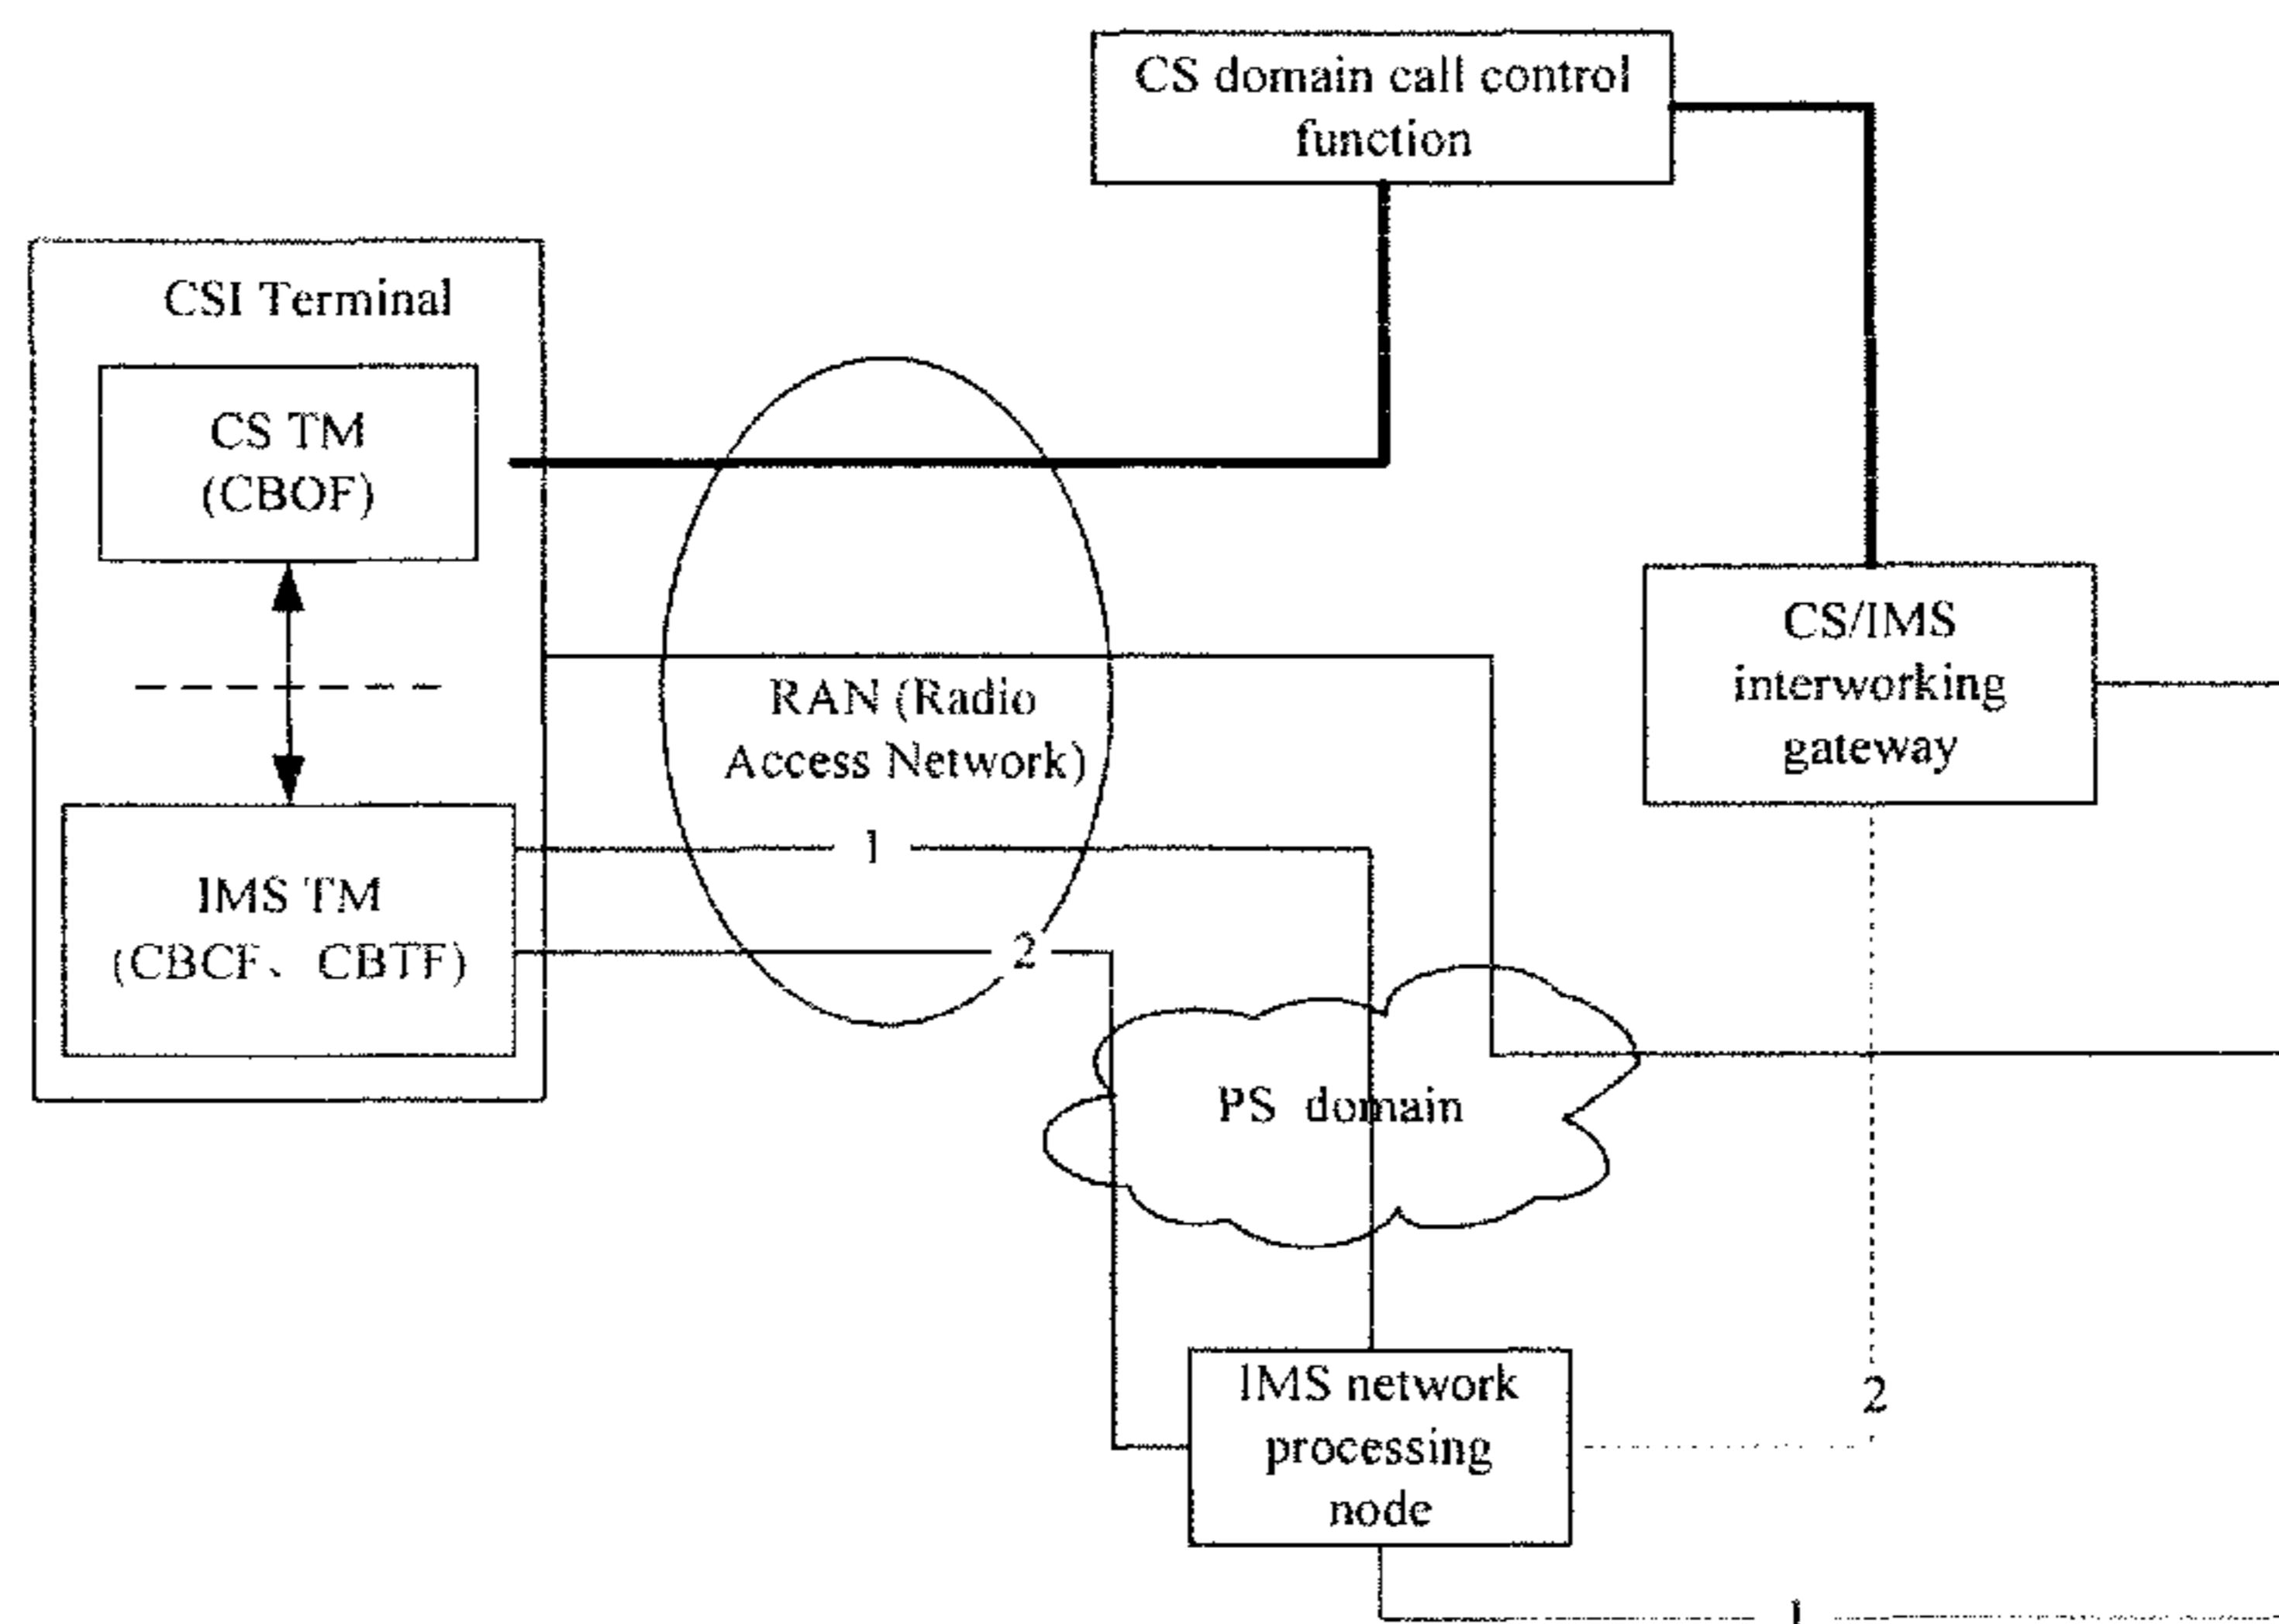 CS domain call control
function
CSI Terminal
CS TM
(CBOF)
CS/IMS
interworking
gateway
RAN (Radio
Access Network)
1
IMS TM
(CBCF、CBTF)
2
PS domain
IMS network
processing
node
2
1